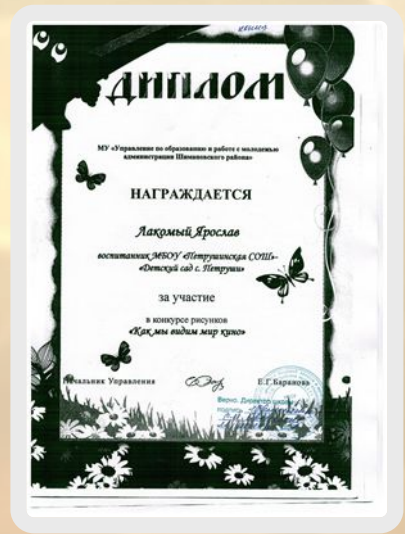 ДИПЛОМ
МУ «Управление по образованию и работе с молодежью
администрации Шимановского района»
НАГРАЖДАЕТСЯ
Лакомый Ярослав
воспитанник МБОУ «Петрушинская СОШ»-
«Детский сад с. Петруши»
за участие
в конкурсе рисунков
«Как мы видим мир кино»
Начальник Управления Е.Г.Баранова
Верно. Директор школы